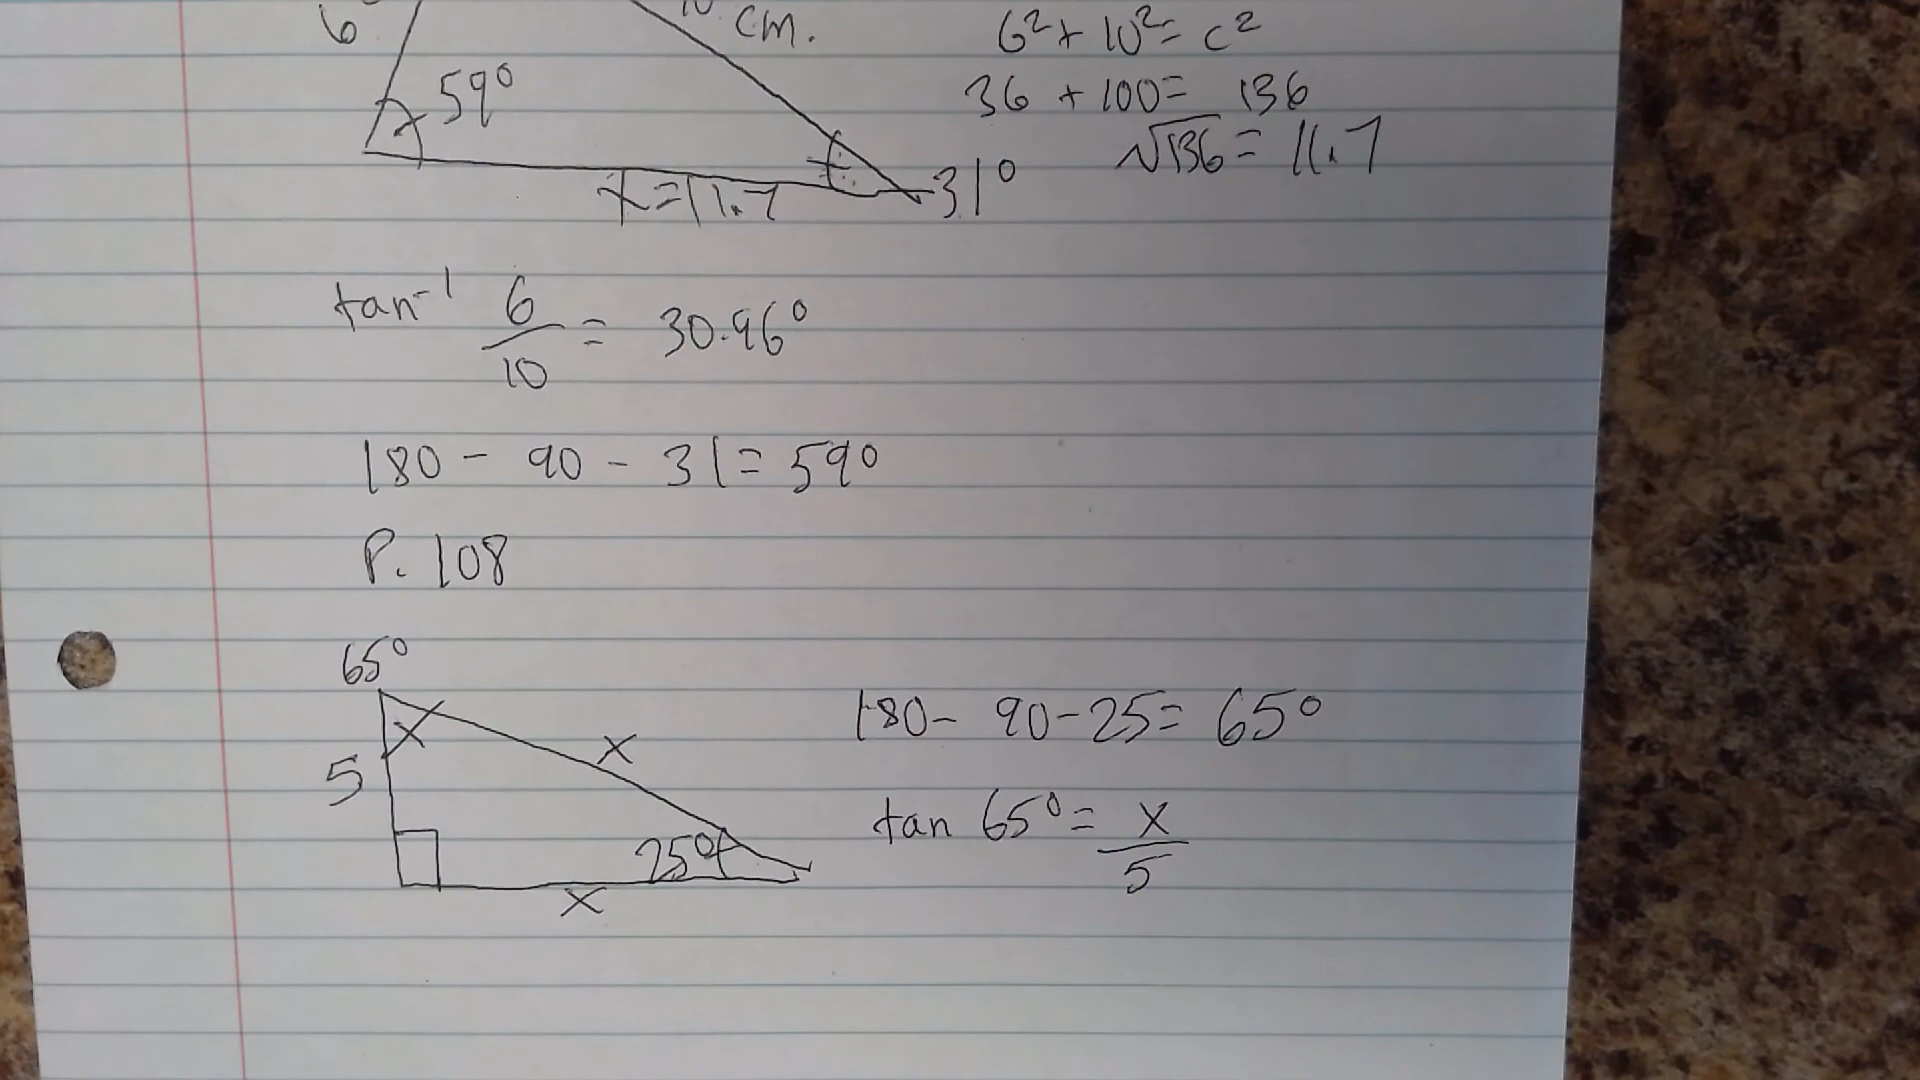 6
cm.
6²+ 10²= c²
59°
36 + 100= 136
√136 = 11.7
x=11.7
31°
tan⁻¹ 6/10 = 30.96°
180 - 90 - 31= 59°
P. 108
65°
x
5
x
25°
x
180- 90-25= 65°
tan 65°= x/5